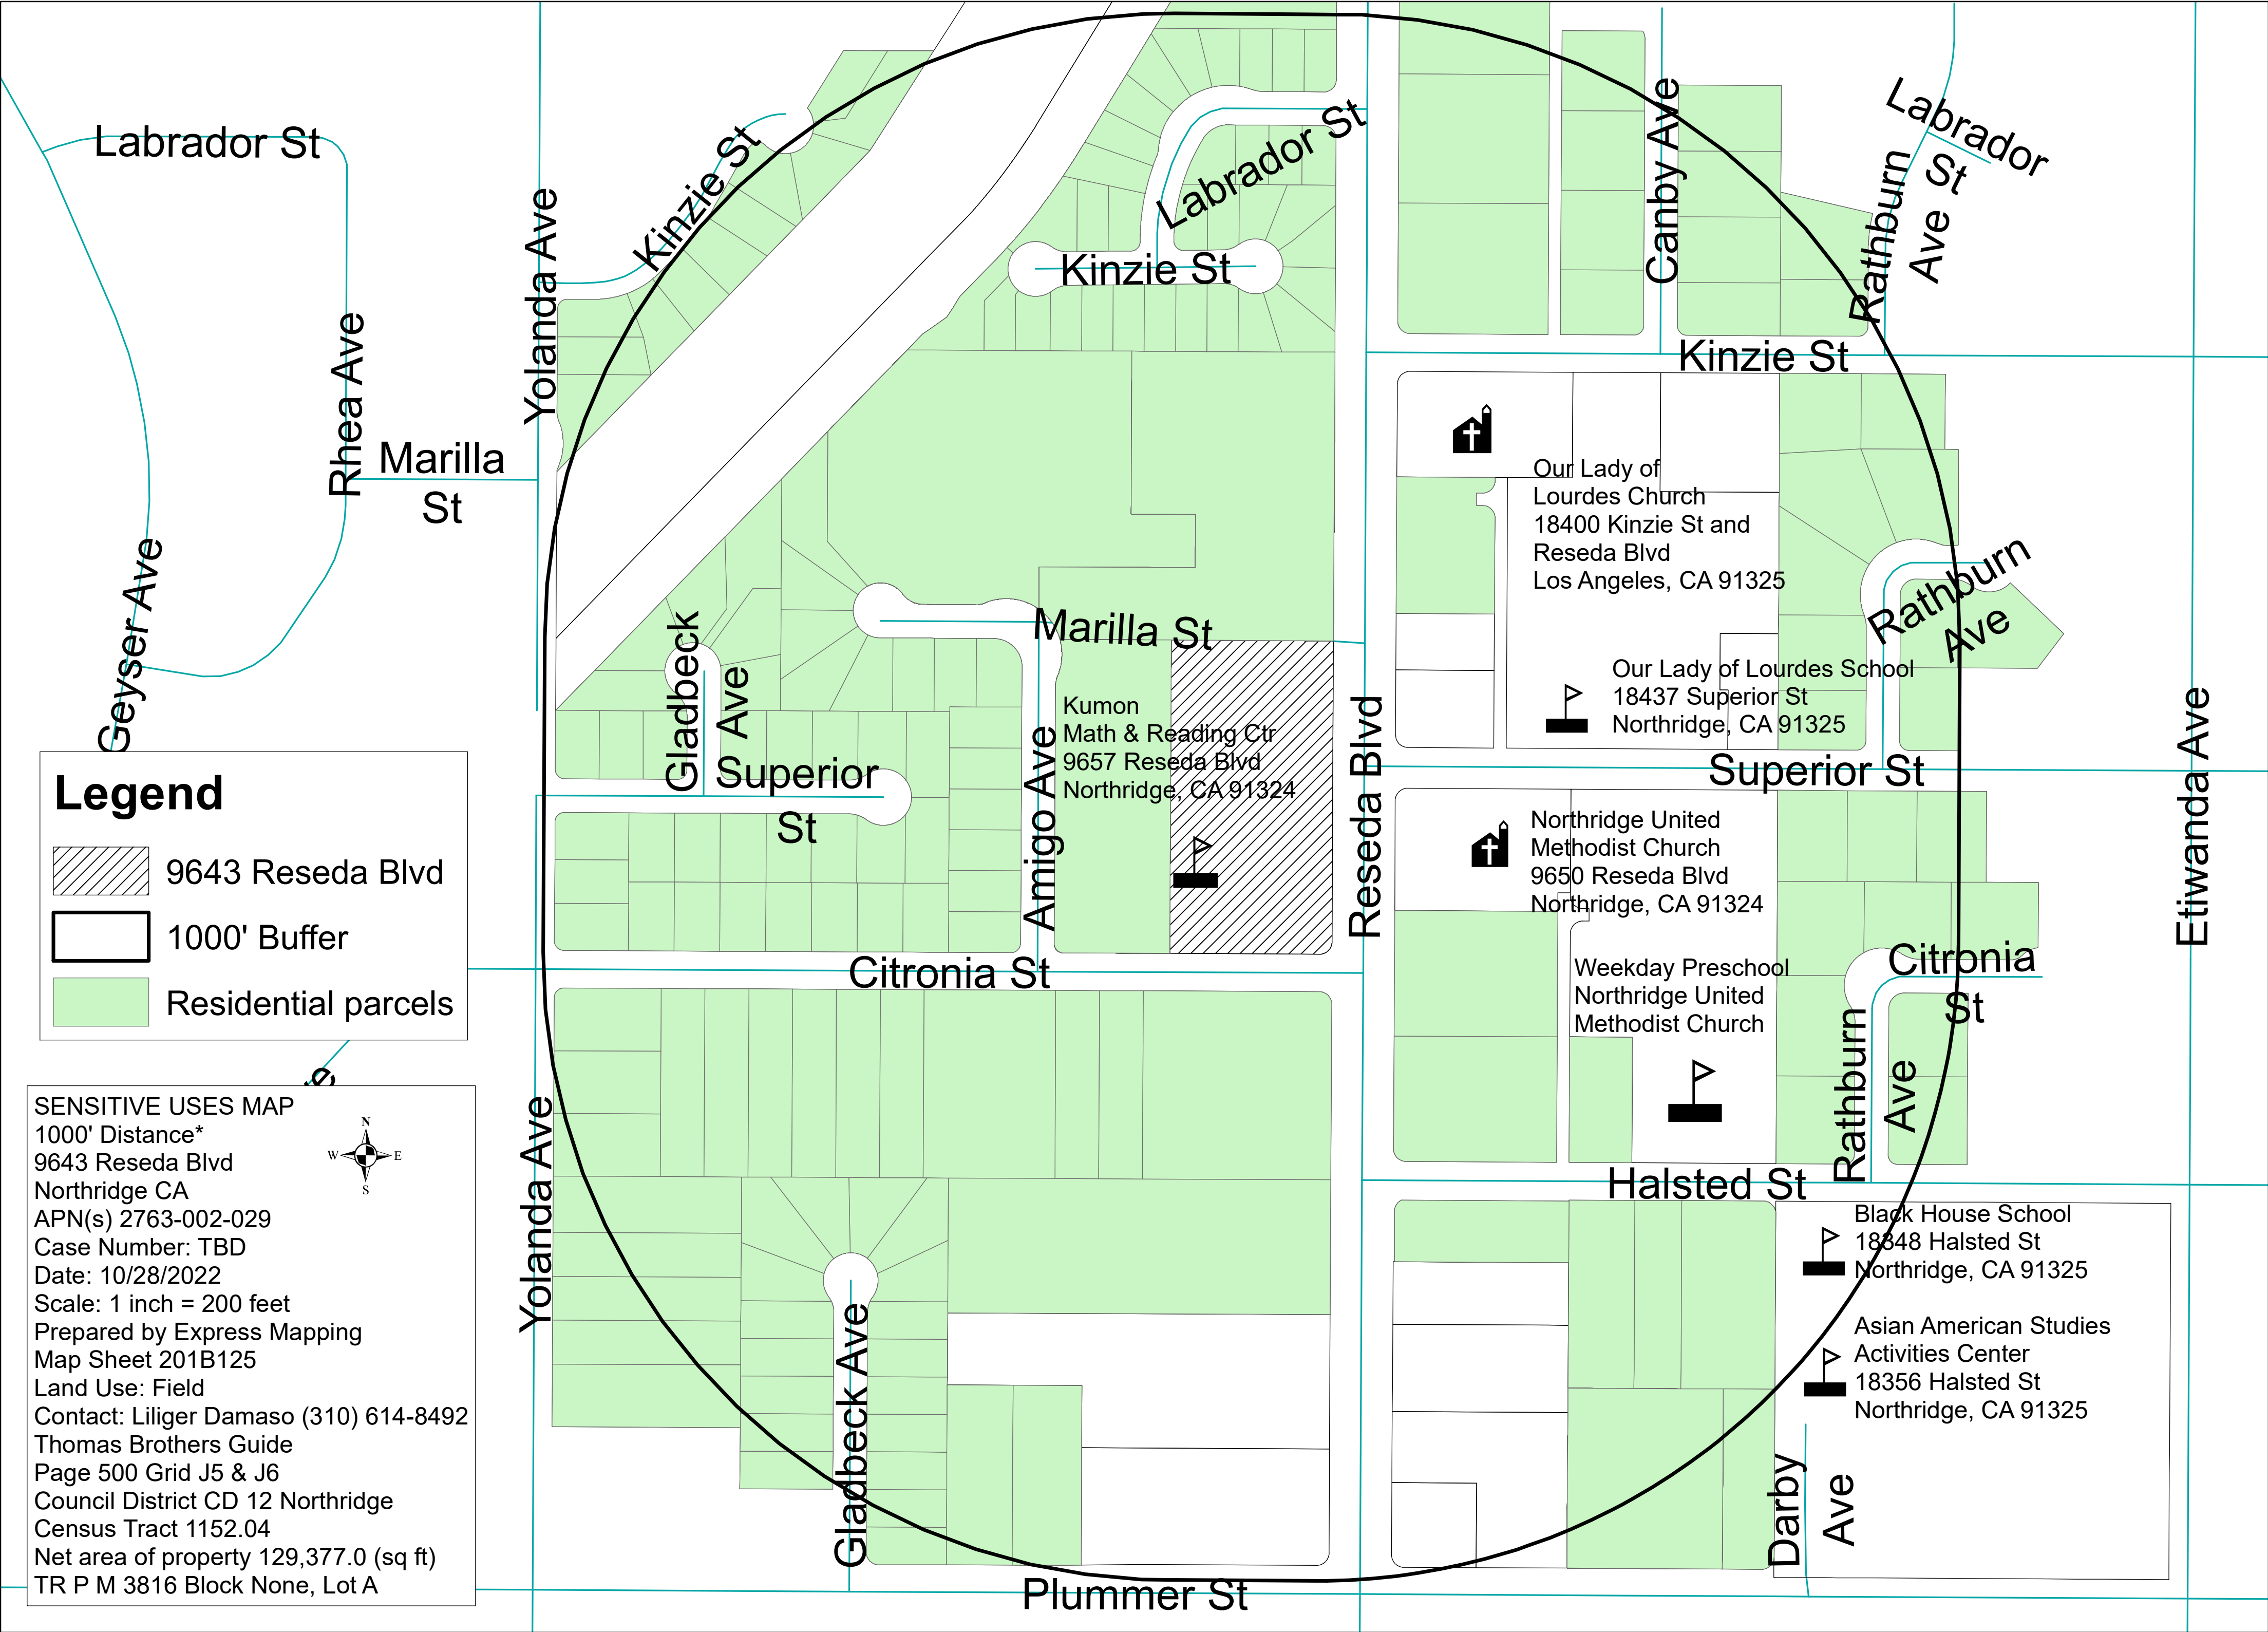 Labrador St
Kinzie St
Labrador St
Canby Ave
Labrador
St
Rathburn
Ave
Yolanda Ave
Kinzie St
Kinzie St
Rhea Ave
Marilla
St
Our Lady of
Lourdes Church
18400 Kinzie St and
Reseda Blvd
Los Angeles, CA 91325
Geyser Ave
Rathburn
Ave
Gladbeck
Ave
Marilla St
Our Lady of Lourdes School
18437 Superior St
Northridge, CA 91325
Kumon
Math & Reading Ctr
9657 Reseda Blvd
Northridge, CA 91324
Amigo Ave
Reseda Blvd
Etiwanda Ave
Superior
St
Superior St
Legend
9643 Reseda Blvd
1000' Buffer
Residential parcels
Northridge United
Methodist Church
9650 Reseda Blvd
Northridge, CA 91324
Citronia St
Weekday Preschool
Northridge United
Methodist Church
Citronia
St
Rathburn
Ave
Yolanda Ave
Halsted St
Black House School
18348 Halsted St
Northridge, CA 91325
Asian American Studies
Activities Center
18356 Halsted St
Northridge, CA 91325
Gladbeck Ave
Darby
Ave
Plummer St
SENSITIVE USES MAP
1000' Distance*
9643 Reseda Blvd
Northridge CA
APN(s) 2763-002-029
Case Number: TBD
Date: 10/28/2022
Scale: 1 inch = 200 feet
Prepared by Express Mapping
Map Sheet 201B125
Land Use: Field
Contact: Liliger Damaso (310) 614-8492
Thomas Brothers Guide
Page 500 Grid J5 & J6
Council District CD 12 Northridge
Census Tract 1152.04
Net area of property 129,377.0 (sq ft)
TR P M 3816 Block None, Lot A
N
W E
S